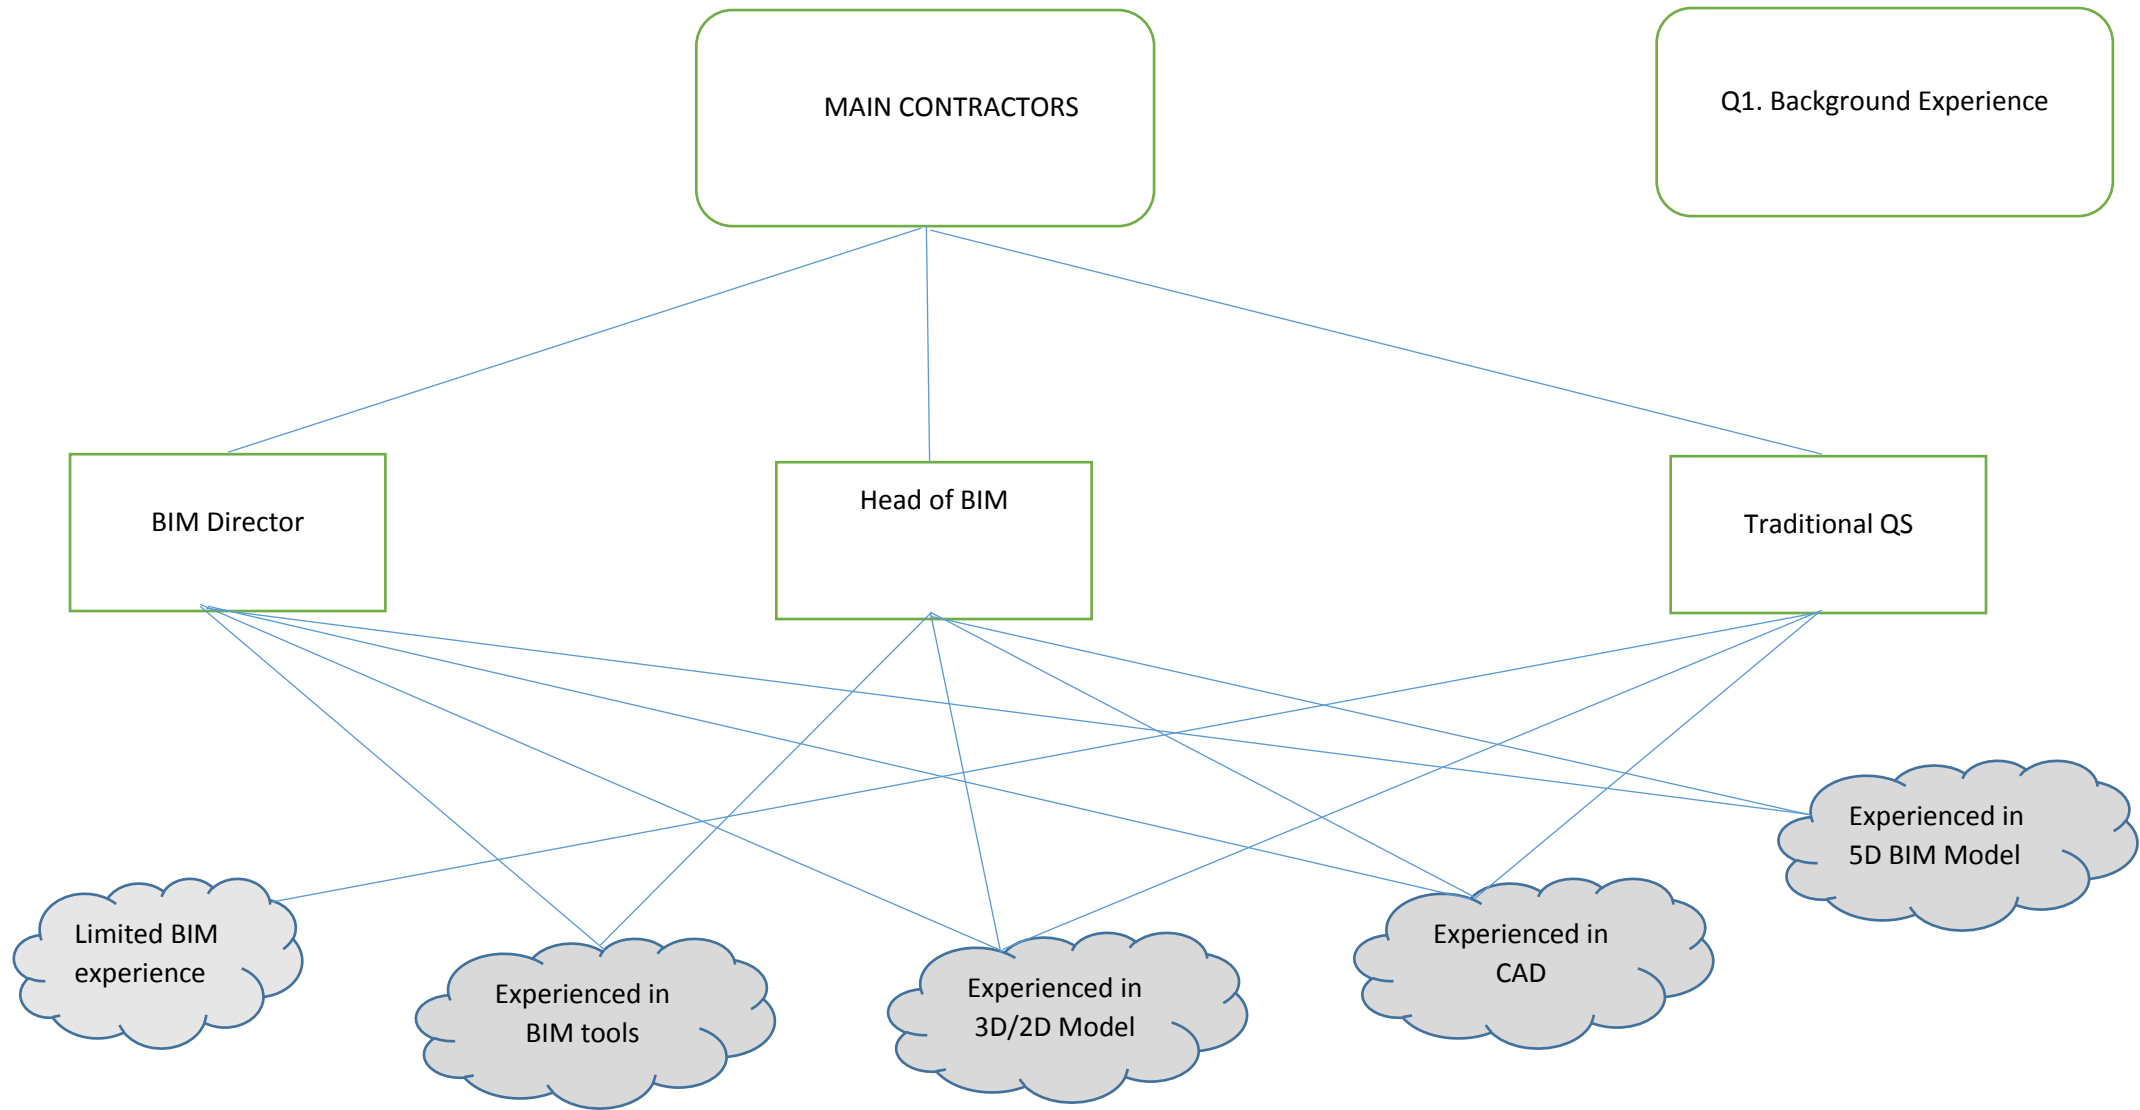 MAIN CONTRACTORS
Q1. Background Experience
BIM Director
Head of BIM
Traditional QS
Limited BIM
experience
Experienced in
BIM tools
Experienced in
3D/2D Model
Experienced in
CAD
Experienced in
5D BIM Model